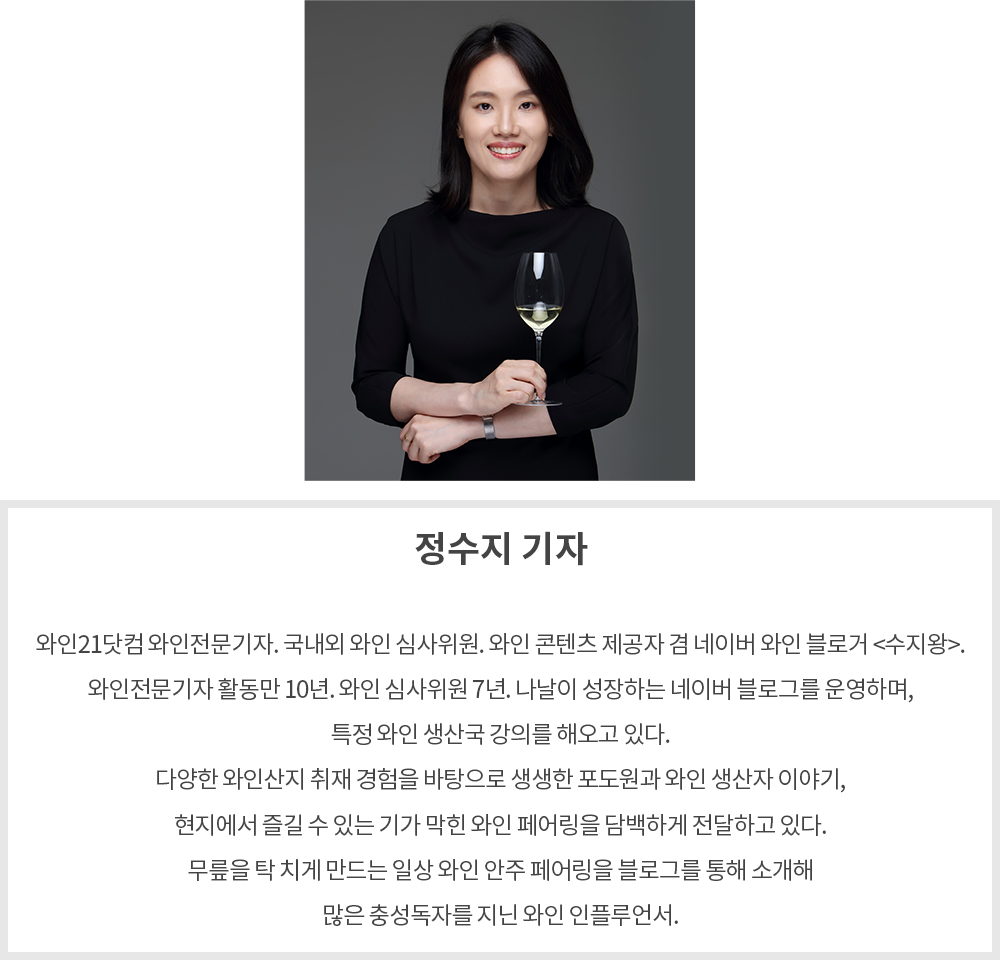 정수지 기자
와인21닷컴 와인전문기자. 국내외 와인 심사위원. 와인 콘텐츠 제공자 겸 네이버 와인 블로거 <수지왕>.
와인전문기자 활동만 10년. 와인 심사위원 7년. 나날이 성장하는 네이버 블로그를 운영하며,
특정 와인 생산국 강의를 해오고 있다.
다양한 와인산지 취재 경험을 바탕으로 생생한 포도원과 와인 생산자 이야기,
현지에서 즐길 수 있는 기가 막힌 와인 페어링을 담백하게 전달하고 있다.
무릎을 탁 치게 만드는 일상 와인 안주 페어링을 블로그를 통해 소개해
많은 충성독자를 지닌 와인 인플루언서.